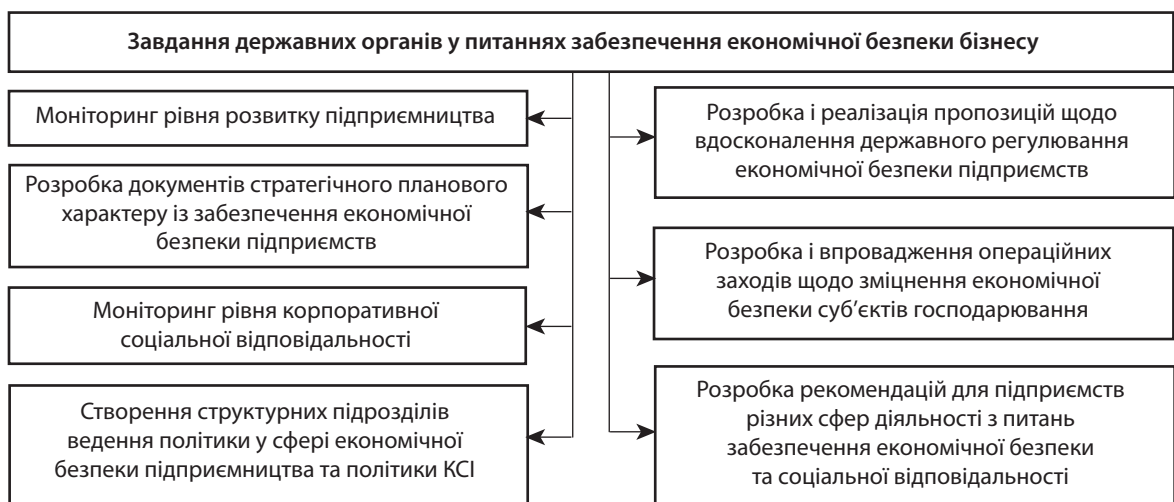 Завдання державних органів у питаннях забезпечення економічної безпеки бізнесу
Моніторинг рівня розвитку підприємництва
Розробка документів стратегічного планового
характеру із забезпечення економічної
безпеки підприємств
Моніторинг рівня корпоративної
соціальної відповідальності
Створення структурних підрозділів
ведення політики у сфері економічної
безпеки підприємництва та політики КСІ
Розробка і реалізація пропозицій щодо
вдосконалення державного регулювання
економічної безпеки підприємств
Розробка і впровадження операційних
заходів щодо зміцнення економічної
безпеки суб’єктів господарювання
Розробка рекомендацій для підприємств
різних сфер діяльності з питань
забезпечення економічної безпеки
та соціальної відповідальності